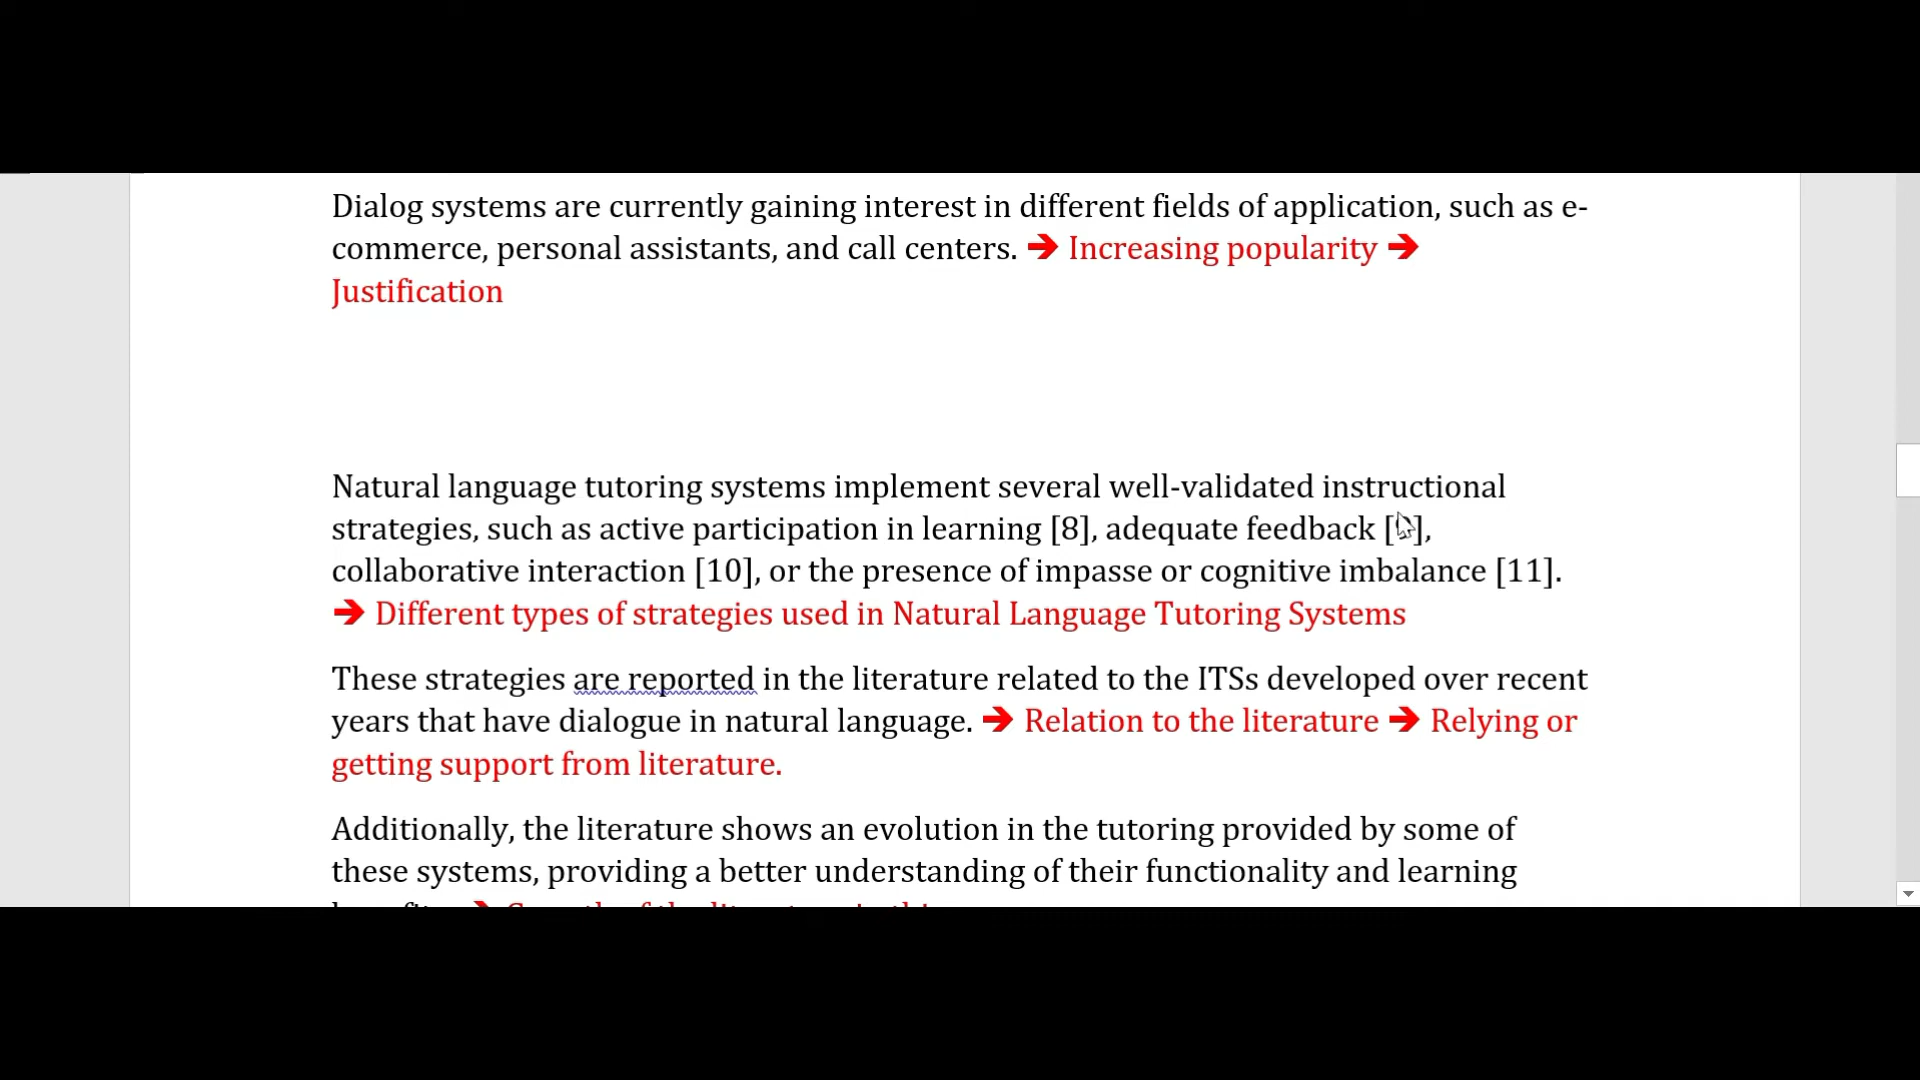 Dialog systems are currently gaining interest in different fields of application, such as e-
commerce, personal assistants, and call centers. ➔ Increasing popularity ➔
Justification
Natural language tutoring systems implement several well-validated instructional
strategies, such as active participation in learning [8], adequate feedback [ ],
collaborative interaction [10], or the presence of impasse or cognitive imbalance [11].
➔ Different types of strategies used in Natural Language Tutoring Systems
These strategies are reported in the literature related to the ITSs developed over recent
years that have dialogue in natural language. ➔ Relation to the literature ➔ Relying or
getting support from literature.
Additionally, the literature shows an evolution in the tutoring provided by some of
these systems, providing a better understanding of their functionality and learning